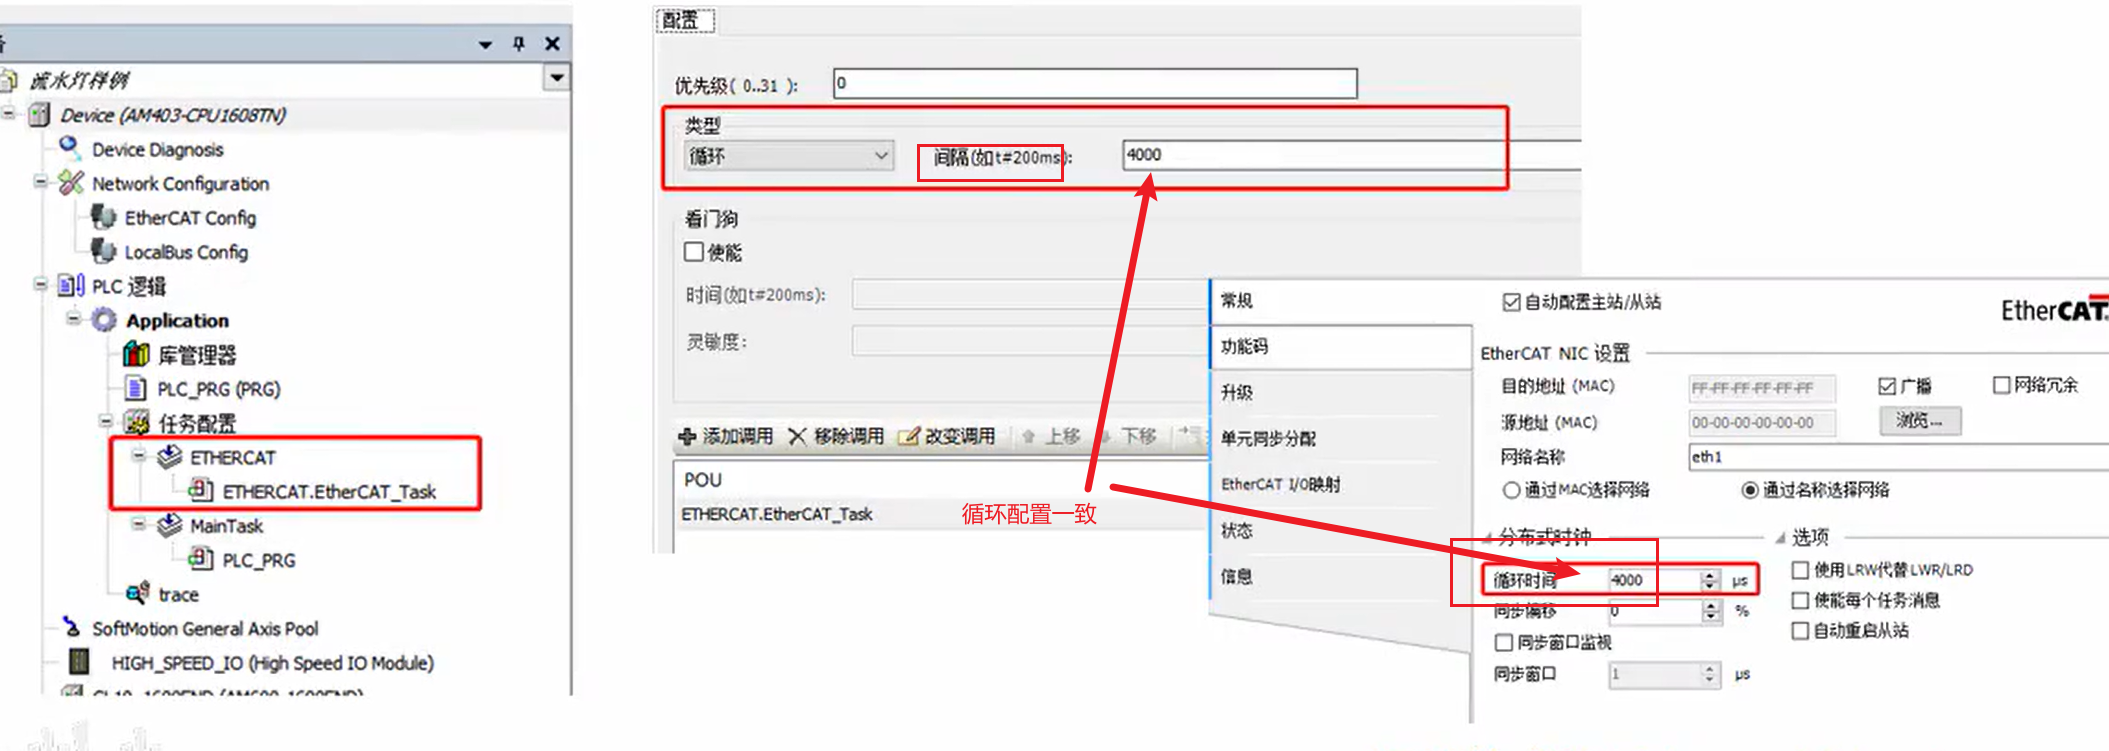 流水灯样例
Device (AM403-CPU1608TN)
Device Diagnosis
Network Configuration
EtherCAT Config
LocalBus Config
PLC 逻辑
Application
库管理器
PLC_PRG (PRG)
任务配置
ETHERCAT
ETHERCAT.EtherCAT_Task
MainTask
PLC_PRG
trace
SoftMotion General Axis Pool
HIGH_SPEED_IO (High Speed IO Module)
配置
优先级( 0..31 ): 0
类型
循环 间隔(如t#200ms): 4000
看门狗
使能
时间(如t#200ms):
灵敏度:
添加调用 移除调用 改变调用 上移 下移
POU
ETHERCAT.EtherCAT_Task
循环配置一致
常规
功能码
升级
单元同步分配
EtherCAT I/O映射
状态
信息
自动配置主站/从站
EtherCAT
EtherCAT NIC 设置
目的地址 (MAC) FF-FF-FF-FF-FF-FF 广播 网络冗余
源地址 (MAC) 00-00-00-00-00-00 浏览...
网络名称 eth1
通过MAC选择网络 通过名称选择网络
分布式时钟 选项
循环时间 4000 µs 使用LRW代替LWR/LRD
同步偏移 0 % 使能每个任务消息
同步窗口监视 自动重启从站
同步窗口 1 µs